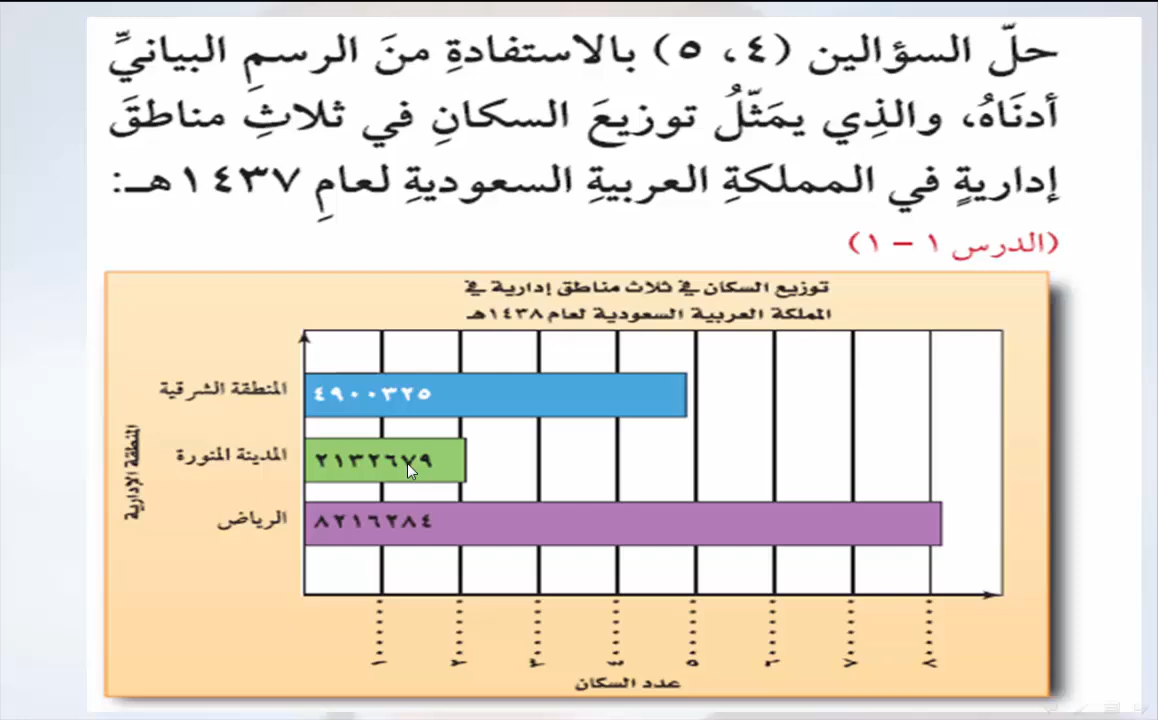 حلّ السؤالين (٤، ٥) بالاستفادةِ منَ الرسمِ البيانيِّ
أدنَاهُ، والذِي يمَثّلُ توزيعَ السكانِ في ثلاثِ مناطقَ
إداريةٍ في المملكةِ العربيةِ السعوديةِ لعامِ ١٤٣٧هـ:
(الدرس ١ – ١)
توزيع السكان في ثلاث مناطق إدارية في
المملكة العربية السعودية لعام ١٤٣٨هـ
المنطقة الشرقية
٤٩٠٠٣٢٥
المدينة المنورة
٢١٣٢٦٧٩
الرياض
٨٢١٦٢٨٤
المنطقة الإدارية
١٠٠٠٠٠٠
٢٠٠٠٠٠٠
٣٠٠٠٠٠٠
٤٠٠٠٠٠٠
٥٠٠٠٠٠٠
٦٠٠٠٠٠٠
٧٠٠٠٠٠٠
٨٠٠٠٠٠٠
عدد السكان